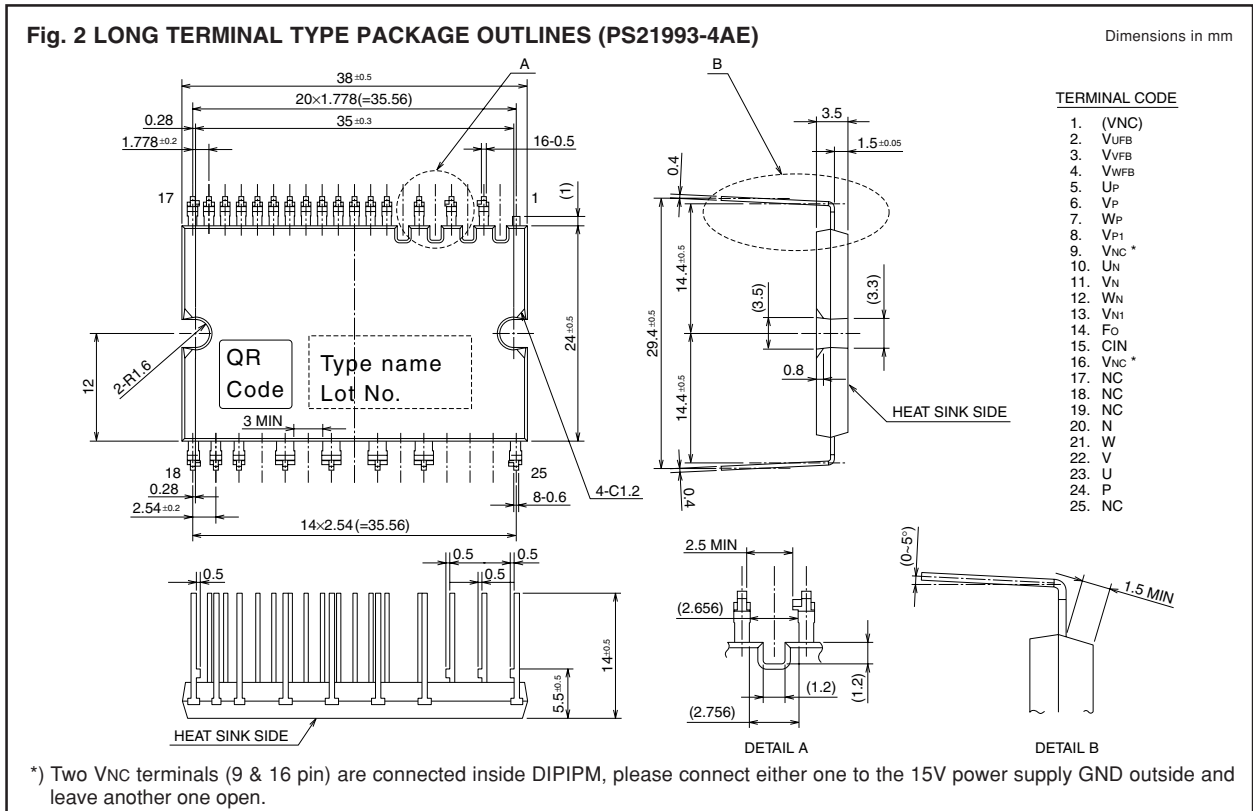 Fig. 2 LONG TERMINAL TYPE PACKAGE OUTLINES (PS21993-4AE)
Dimensions in mm
A
B
38±0.5
20×1.778(=35.56)
35±0.3
0.28
1.778±0.2
16-0.5
(1)
17
1
2-R1.6
12
24±0.5
QR
Code
Type name
Lot No.
3 MIN
18
25
0.28
2.54±0.2
14×2.54(=35.56)
8-0.6
4-C1.2
3.5
1.5±0.05
0.4
29.4±0.5
14.4±0.5
14.4±0.5
(3.5)
(3.3)
0.8
HEAT SINK SIDE
0.4
TERMINAL CODE
1. (VNC)
2. VUFB
3. VVFB
4. VWFB
5. UP
6. VP
7. WP
8. VP1
9. VNC *
10. UN
11. VN
12. WN
13. VN1
14. FO
15. CIN
16. VNC *
17. NC
18. NC
19. NC
20. N
21. W
22. V
23. U
24. P
25. NC
0.5
0.5
0.5
0.5
14±0.5
5.5±0.5
HEAT SINK SIDE
2.5 MIN
(2.656)
(1.2)
(1.2)
(2.756)
DETAIL A
(0~5°)
1.5 MIN
DETAIL B
*) Two VNC terminals (9 & 16 pin) are connected inside DIPIPM, please connect either one to the 15V power supply GND outside and
leave another one open.